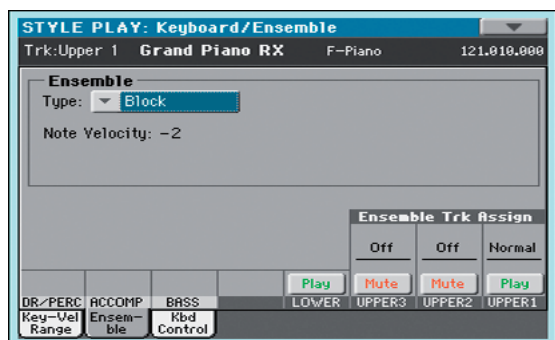 STYLE PLAY: Keyboard/Ensemble
Trk:Upper 1 Grand Piano RX F-Piano 121.010.000
Ensemble
Type: Block
Note Velocity: -2
Ensemble Trk Assign
Off Off Normal
Play Mute Mute Play
DR/PERC ACCOMP BASS LOWER UPPER3 UPPER2 UPPER1
Key-Vel Range Ensem- ble Kbd Control